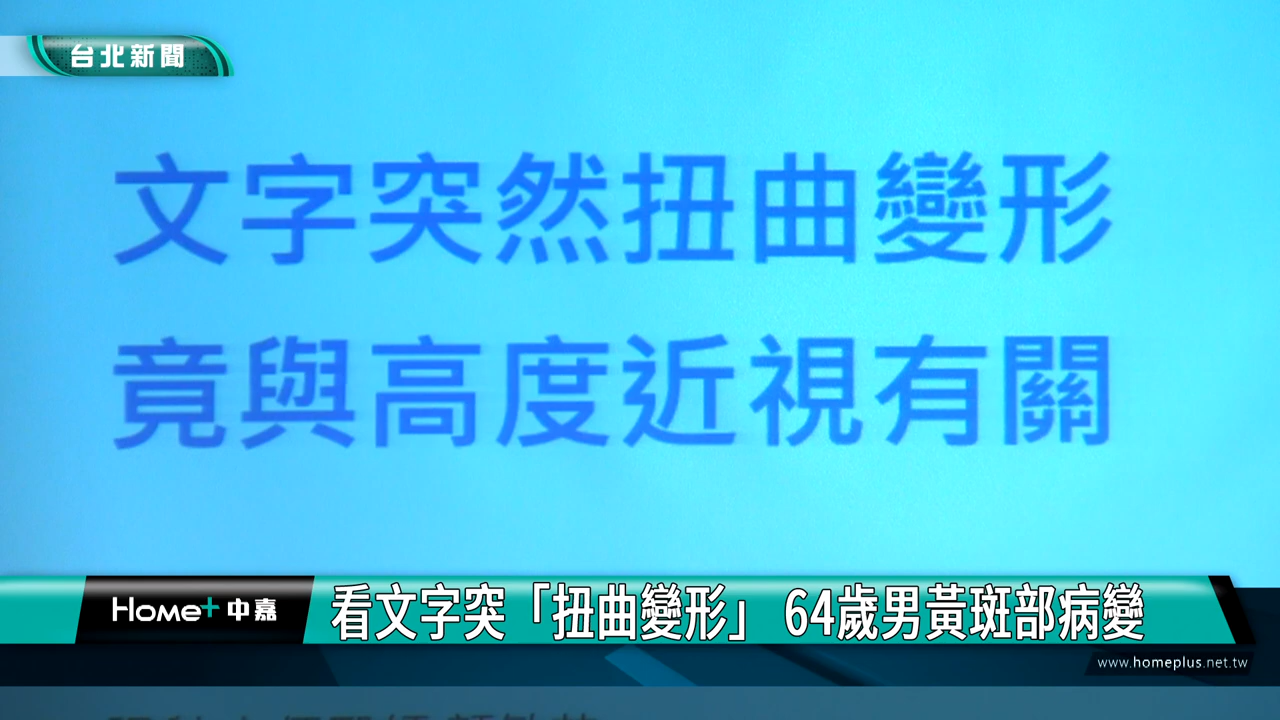 台北新聞
文字突然扭曲變形
竟與高度近視有關
Home+中嘉
看文字突「扭曲變形」 64歲男黃斑部病變
www.homeplus.net.tw